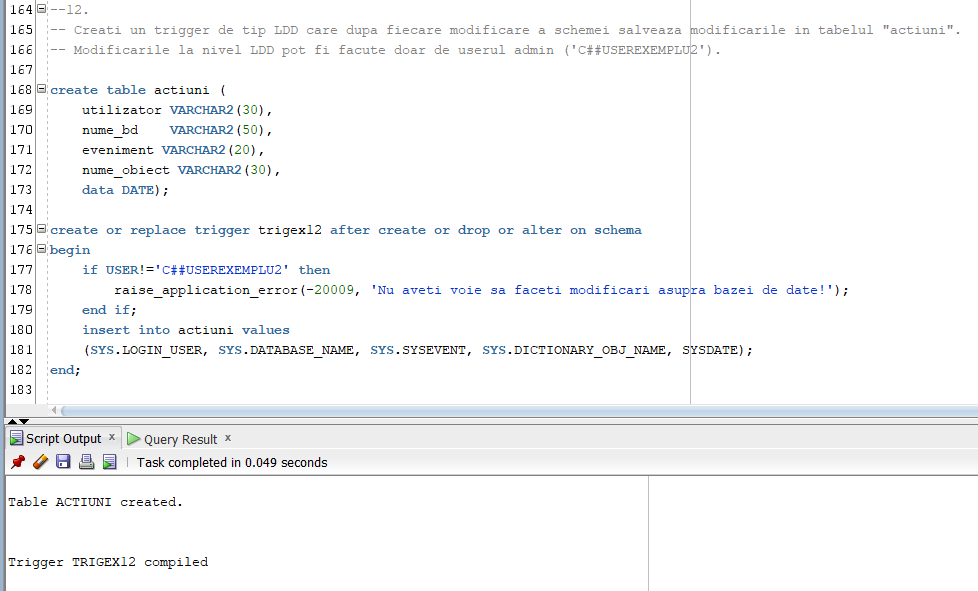 164 --12.
165 -- Creati un trigger de tip LDD care dupa fiecare modificare a schemei salveaza modificarile in tabelul "actiuni".
166 -- Modificarile la nivel LDD pot fi facute doar de userul admin ('C##USEREXEMPLU2').
167
168 create table actiuni (
169 utilizator VARCHAR2(30),
170 nume_bd VARCHAR2(50),
171 eveniment VARCHAR2(20),
172 nume_obiect VARCHAR2(30),
173 data DATE);
174
175 create or replace trigger trigex12 after create or drop or alter on schema
176 begin
177 if USER!='C##USEREXEMPLU2' then
178 raise_application_error(-20009, 'Nu aveti voie sa faceti modificari asupra bazei de date!');
179 end if;
180 insert into actiuni values
181 (SYS.LOGIN_USER, SYS.DATABASE_NAME, SYS.SYSEVENT, SYS.DICTIONARY_OBJ_NAME, SYSDATE);
182 end;
183
Script Output x Query Result x
Task completed in 0.049 seconds
Table ACTIUNI created.
Trigger TRIGEX12 compiled